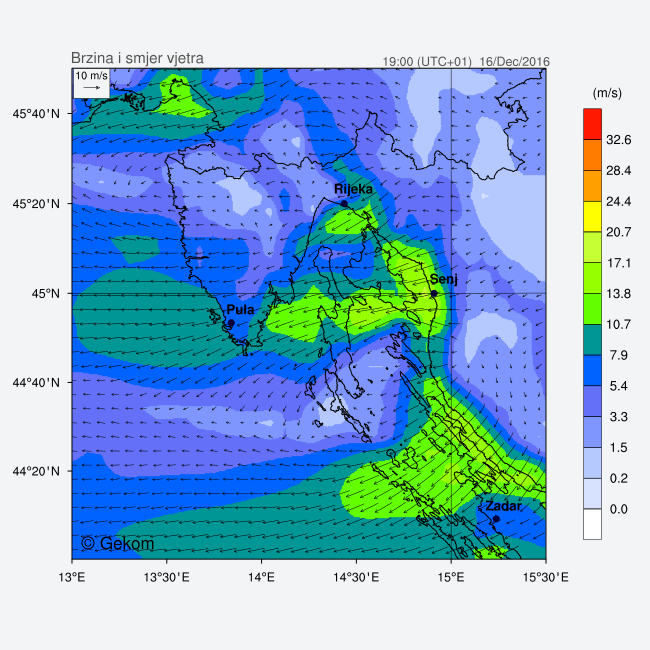 Brzina i smjer vjetra
19:00 (UTC+01) 16/Dec/2016
10 m/s
(m/s)
45°40'N
32.6
28.4
24.4
Rijeka
45°20'N
20.7
17.1
Senj
45°N
13.8
Pula
10.7
7.9
44°40'N
5.4
3.3
1.5
44°20'N
0.2
Zadar
0.0
© Gekom
13°E
13°30'E
14°E
14°30'E
15°E
15°30'E